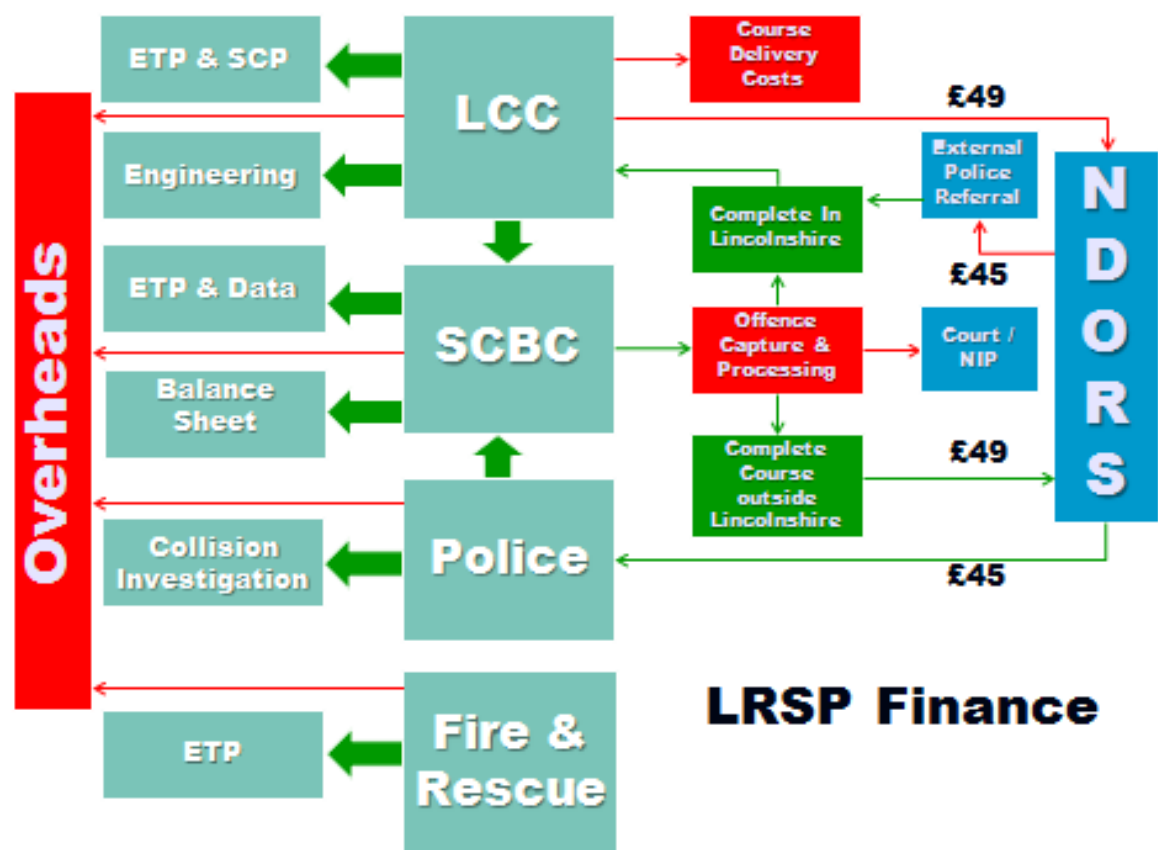 ETP & SCP
LCC
Course
Delivery
Costs
£49
Engineering
Complete In
Lincolnshire
External
Police
Referral
NDORS
£45
Overheads
ETP & Data
SCBC
Offence
Capture &
Processing
Court /
NIP
Balance
Sheet
Complete
Course
outside
Lincolnshire
£49
Collision
Investigation
Police
£45
ETP
Fire &
Rescue
LRSP Finance